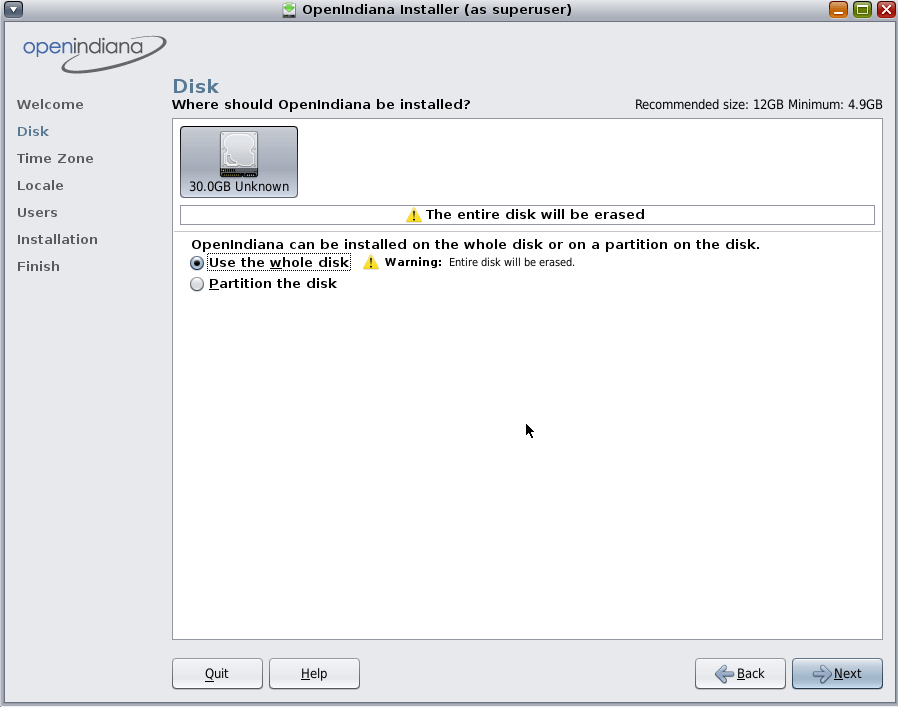 OpenIndiana Installer (as superuser)
openindiana
Welcome
Disk
Time Zone
Locale
Users
Installation
Finish
Disk
Where should OpenIndiana be installed?
Recommended size: 12GB Minimum: 4.9GB
30.0GB Unknown
The entire disk will be erased
OpenIndiana can be installed on the whole disk or on a partition on the disk.
Use the whole disk Warning: Entire disk will be erased.
Partition the disk
Quit Help Back Next